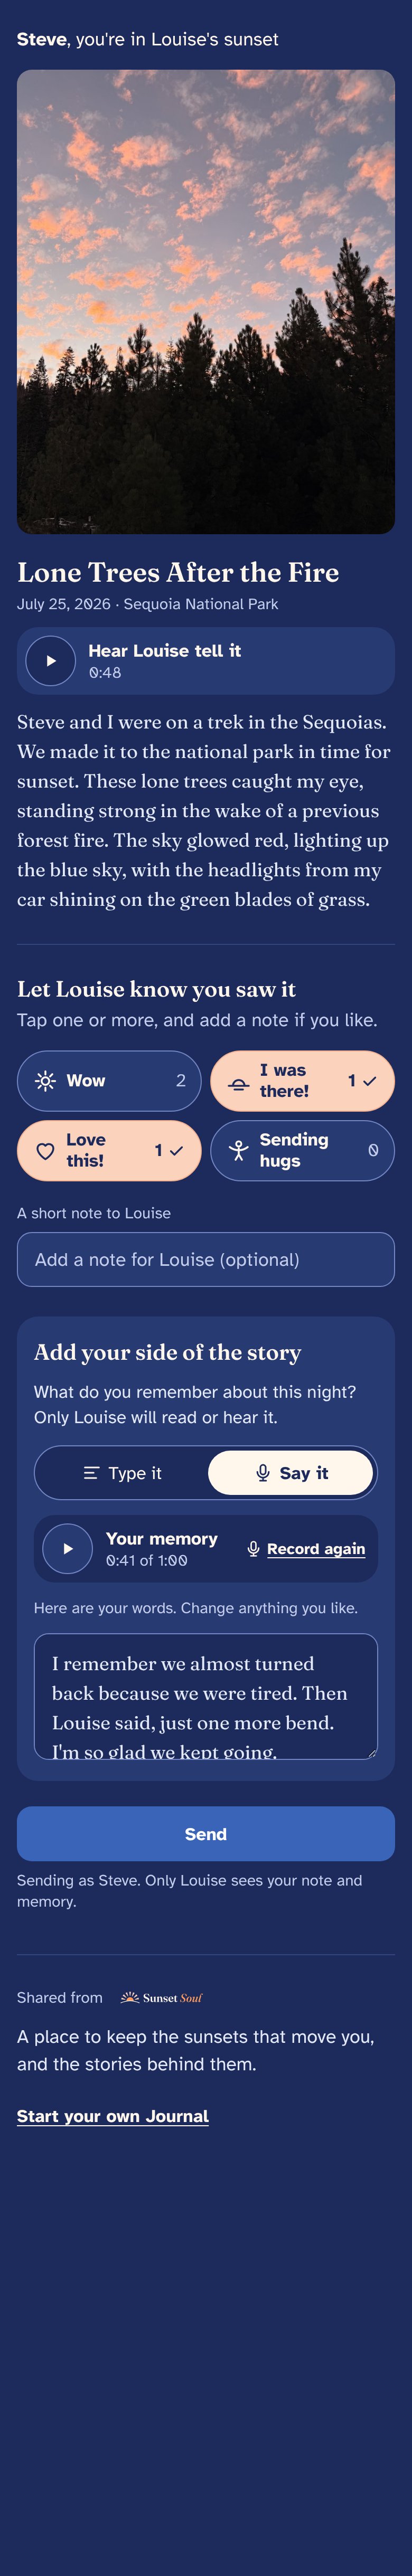 Steve, you're in Louise's sunset
Lone Trees After the Fire
July 25, 2026 · Sequoia National Park
Hear Louise tell it
0:48
Steve and I were on a trek in the Sequoias.
We made it to the national park in time for
sunset. These lone trees caught my eye,
standing strong in the wake of a previous
forest fire. The sky glowed red, lighting up
the blue sky, with the headlights from my
car shining on the green blades of grass.
Let Louise know you saw it
Tap one or more, and add a note if you like.
Wow 2
I was
there! 1
Love
this! 1
Sending
hugs 0
A short note to Louise
Add a note for Louise (optional)
Add your side of the story
What do you remember about this night?
Only Louise will read or hear it.
Type it
Say it
Your memory
0:41 of 1:00
Record again
Here are your words. Change anything you like.
I remember we almost turned
back because we were tired. Then
Louise said, just one more bend.
I'm so glad we kept going.
Send
Sending as Steve. Only Louise sees your note and
memory.
Shared from Sunset Soul
A place to keep the sunsets that move you,
and the stories behind them.
Start your own Journal